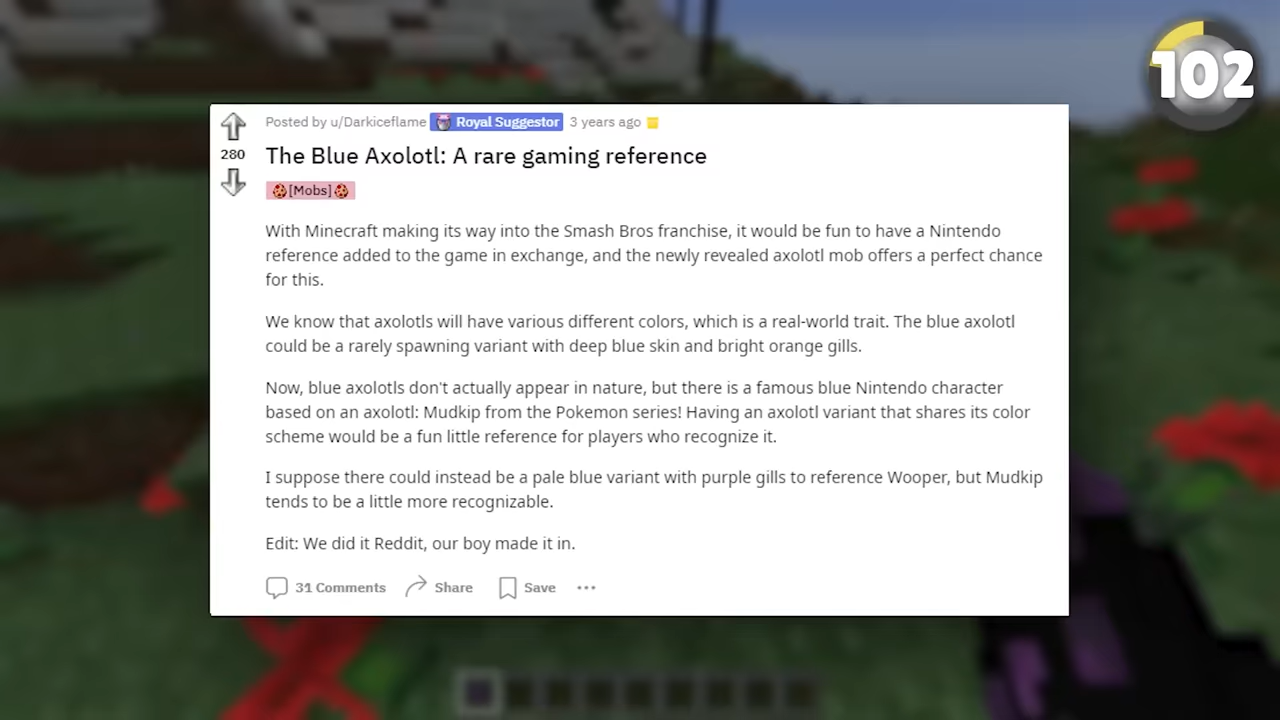 102
Posted by u/Darkiceflame Royal Suggestor 3 years ago
280
The Blue Axolotl: A rare gaming reference
[Mobs]
With Minecraft making its way into the Smash Bros franchise, it would be fun to have a Nintendo
reference added to the game in exchange, and the newly revealed axolotl mob offers a perfect chance
for this.
We know that axolotls will have various different colors, which is a real-world trait. The blue axolotl
could be a rarely spawning variant with deep blue skin and bright orange gills.
Now, blue axolotls don't actually appear in nature, but there is a famous blue Nintendo character
based on an axolotl: Mudkip from the Pokemon series! Having an axolotl variant that shares its color
scheme would be a fun little reference for players who recognize it.
I suppose there could instead be a pale blue variant with purple gills to reference Wooper, but Mudkip
tends to be a little more recognizable.
Edit: We did it Reddit, our boy made it in.
31 Comments Share Save ...